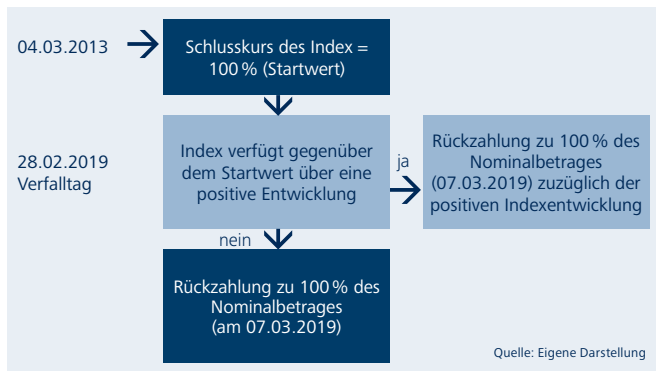 04.03.2013
Schlusskurs des Index =
100 % (Startwert)
28.02.2019
Verfalltag
Index verfügt gegenüber
dem Startwert über eine
positive Entwicklung
ja
Rückzahlung zu 100 % des
Nominalbetrages
(07.03.2019) zuzüglich der
positiven Indexentwicklung
nein
Rückzahlung zu 100 % des
Nominalbetrages
(am 07.03.2019)
Quelle: Eigene Darstellung